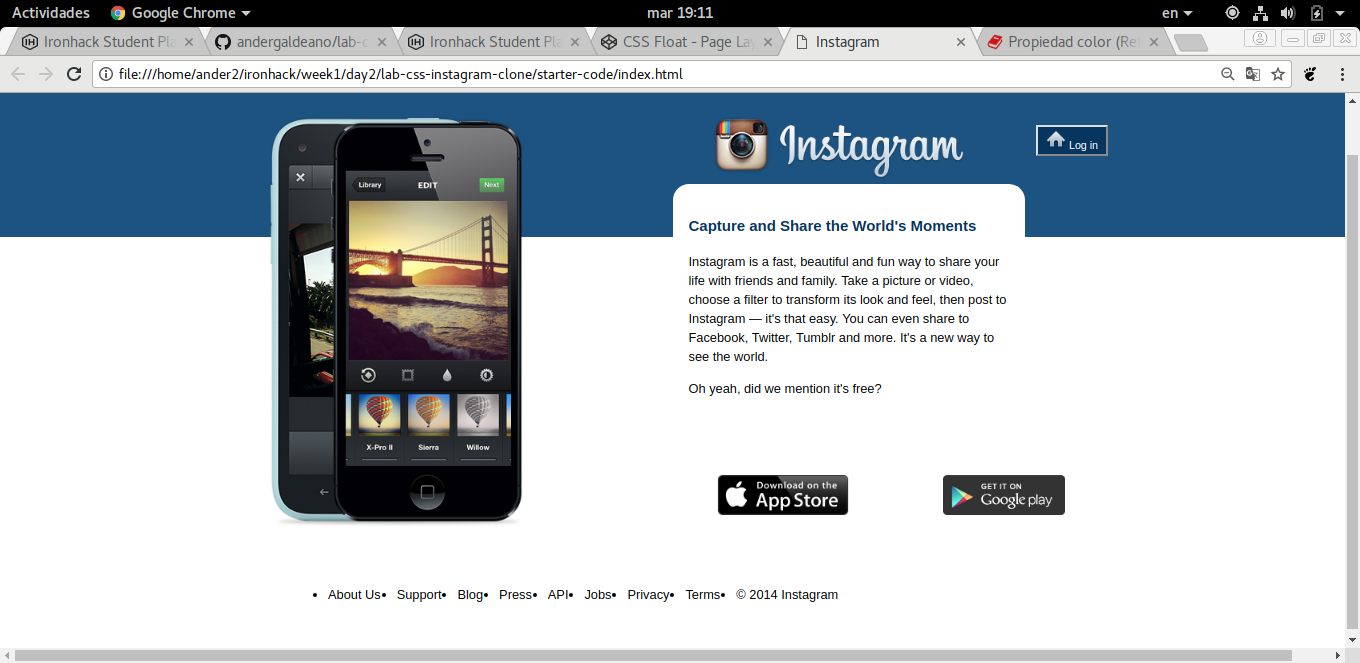 Actividades Google Chrome mar 19:11 en
Ironhack Student Pla andergaldeano/lab-c Ironhack Student Pla CSS Float - Page Lay Instagram Propiedad color (Ref
file:///home/ander2/ironhack/week1/day2/lab-css-instagram-clone/starter-code/index.html
Instagram
Log in
Library EDIT Next
Capture and Share the World's Moments
Instagram is a fast, beautiful and fun way to share your
life with friends and family. Take a picture or video,
choose a filter to transform its look and feel, then post to
Instagram — it's that easy. You can even share to
Facebook, Twitter, Tumblr and more. It's a new way to
see the world.
Oh yeah, did we mention it's free?
X-Pro II Sierra Willow
Download on the
App Store
GET IT ON
Google play
• About Us• Support• Blog• Press• API• Jobs• Privacy• Terms• © 2014 Instagram